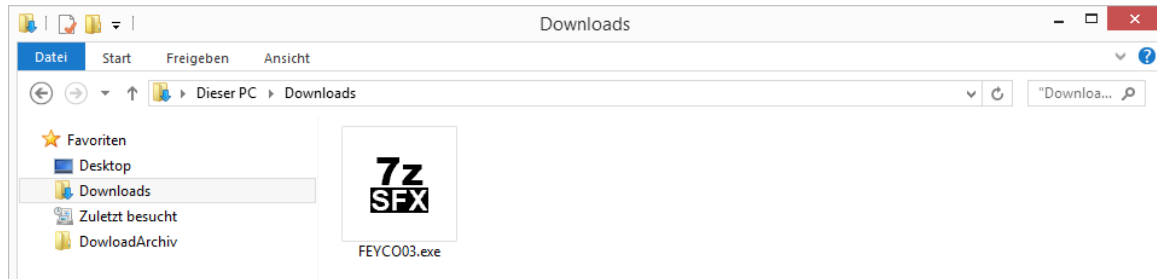 Downloads
Datei Start Freigeben Ansicht
Dieser PC Downloads "Downloa...
Favoriten
Desktop
Downloads
Zuletzt besucht
DowloadArchiv
7z
SFX
FEYCO03.exe